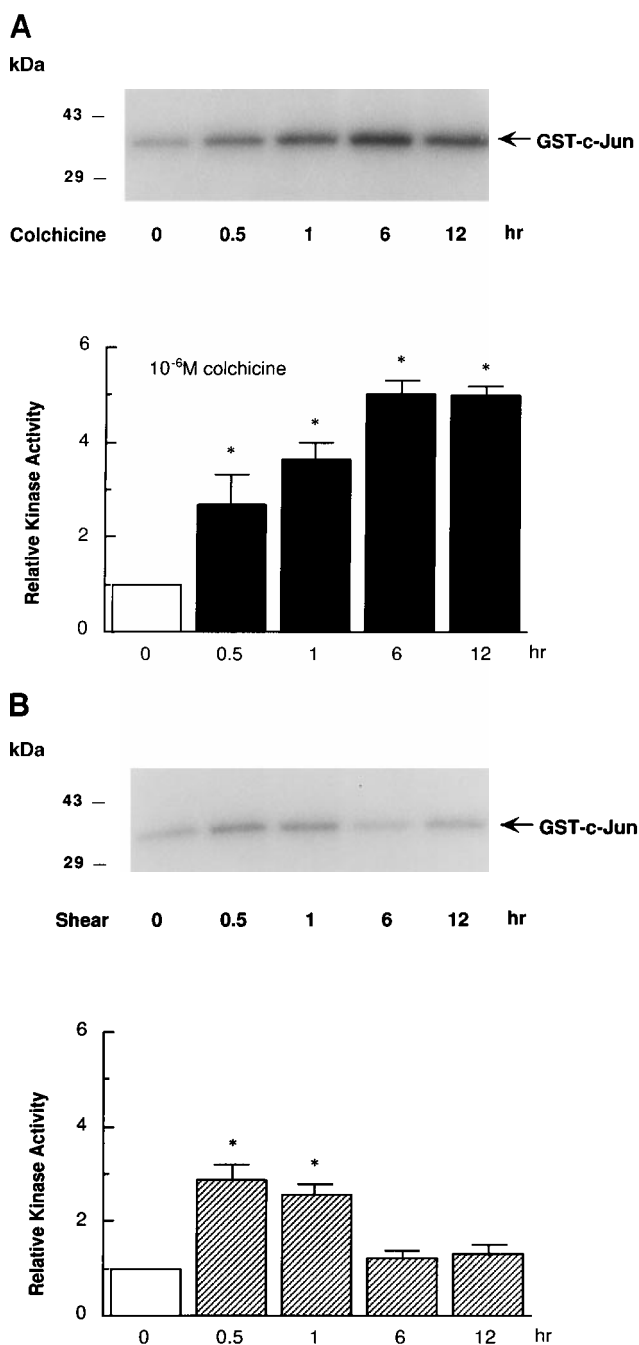 A
kDa
43 –
GST-c-Jun
29 –
Colchicine 0 0.5 1 6 12 hr
6
10⁻⁶M colchicine
* * * *
4
2
0
Relative Kinase Activity
0 0.5 1 6 12 hr
B
kDa
43 –
GST-c-Jun
29 –
Shear 0 0.5 1 6 12 hr
6
4
* *
2
0
Relative Kinase Activity
0 0.5 1 6 12 hr